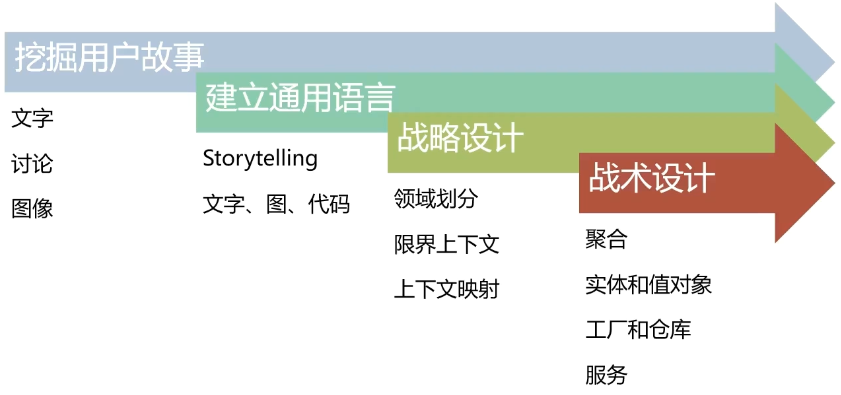 挖掘用户故事
文字
讨论
图像
建立通用语言
Storytelling
文字、图、代码
战略设计
领域划分
限界上下文
上下文映射
战术设计
聚合
实体和值对象
工厂和仓库
服务